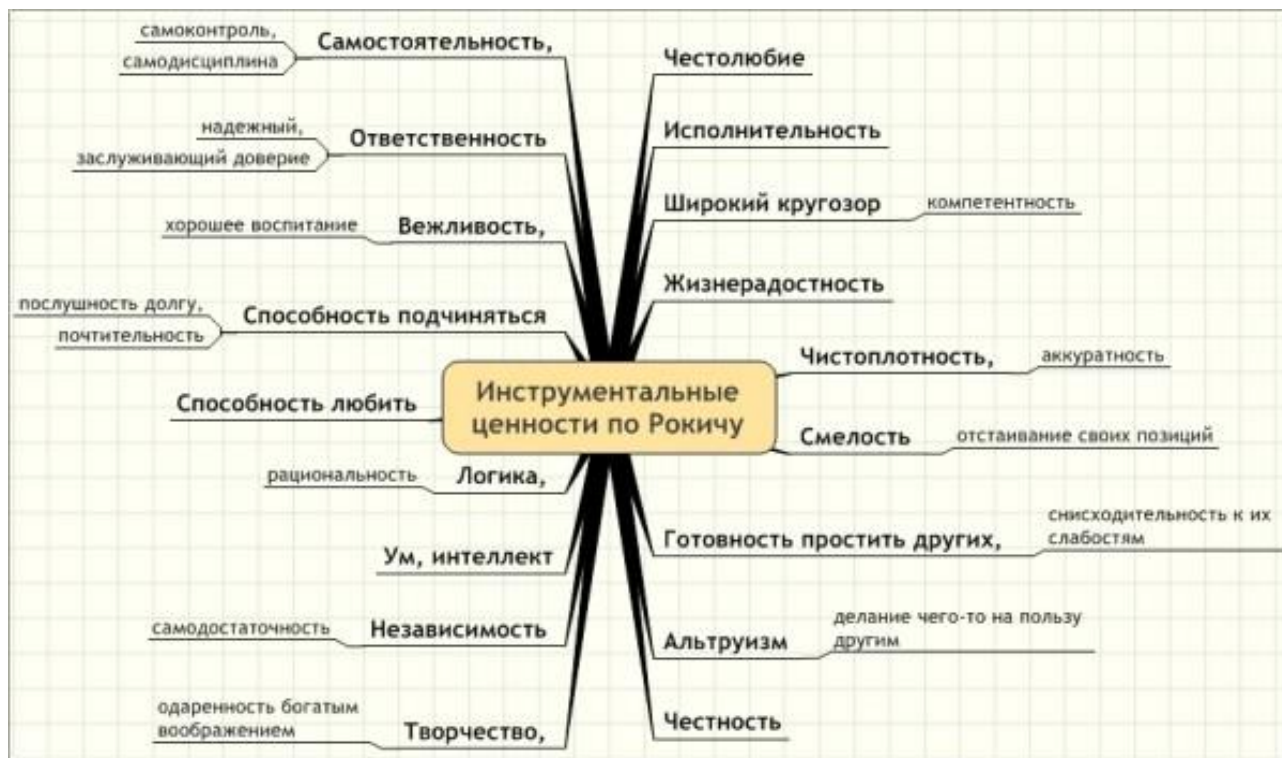 Инструментальные
ценности по Рокичу
Честолюбие
Исполнительность
Широкий кругозор
компетентность
Жизнерадостность
Чистоплотность,
аккуратность
Смелость
отстаивание своих позиций
Готовность простить других,
снисходительность к их
слабостям
Альтруизм
делание чего-то на пользу
другим
Честность
Самостоятельность,
самоконтроль,
самодисциплина
Ответственность
надежный,
заслуживающий доверие
Вежливость,
хорошее воспитание
Способность подчиняться
послушность долгу,
почтительность
Способность любить
Логика,
рациональность
Ум, интеллект
Независимость
самодостаточность
Творчество,
одаренность богатым
воображением